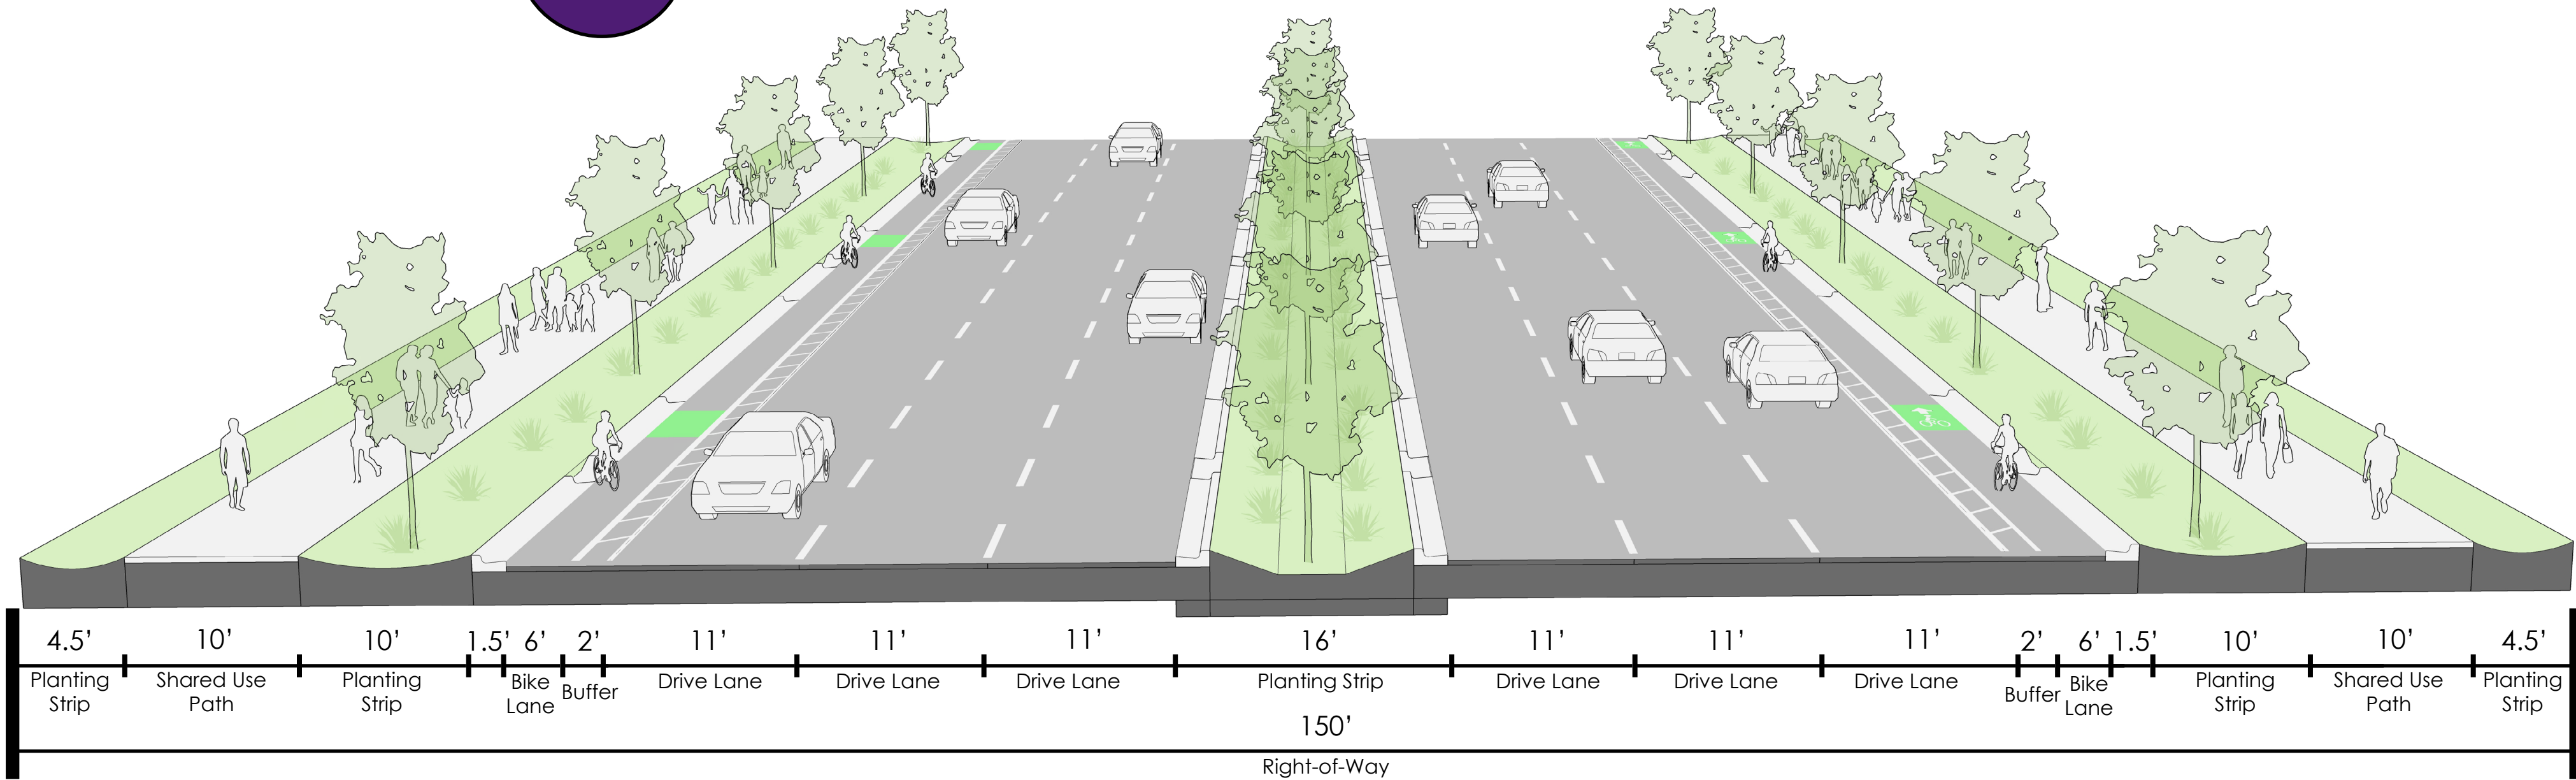 4.5’ 10’ 10’ 1.5’ 6’ 2’ 11’ 11’ 11’ 16’ 11’ 11’ 11’ 2’ 6’ 1.5’ 10’ 10’ 4.5’
Planting Strip
Shared Use Path
Planting Strip
Bike Lane
Buffer
Drive Lane
Drive Lane
Drive Lane
Planting Strip
Drive Lane
Drive Lane
Drive Lane
Buffer
Bike Lane
Planting Strip
Shared Use Path
Planting Strip
150’
Right-of-Way